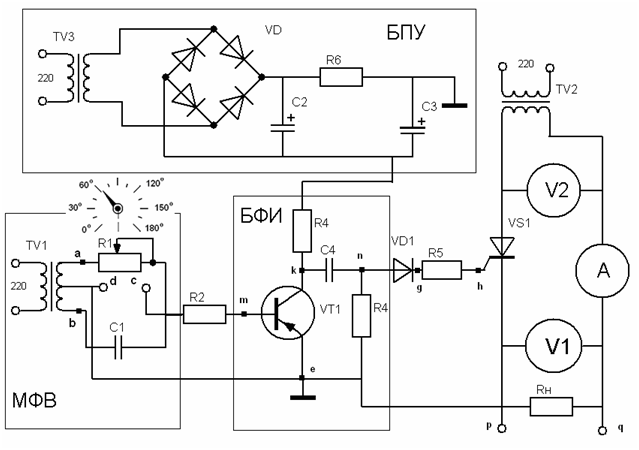 TV3
VD
БПУ
220
R6
C2
+
C3
+
220
TV2
60°
120°
30°
150°
0°
180°
R1
БФИ
R4
V2
VS1
TV1
a
d
c
C4
n
VD1
R5
k
g
h
A
220
b
C1
R2
m
VT1
R4
V1
e
Rн
МФВ
p
q